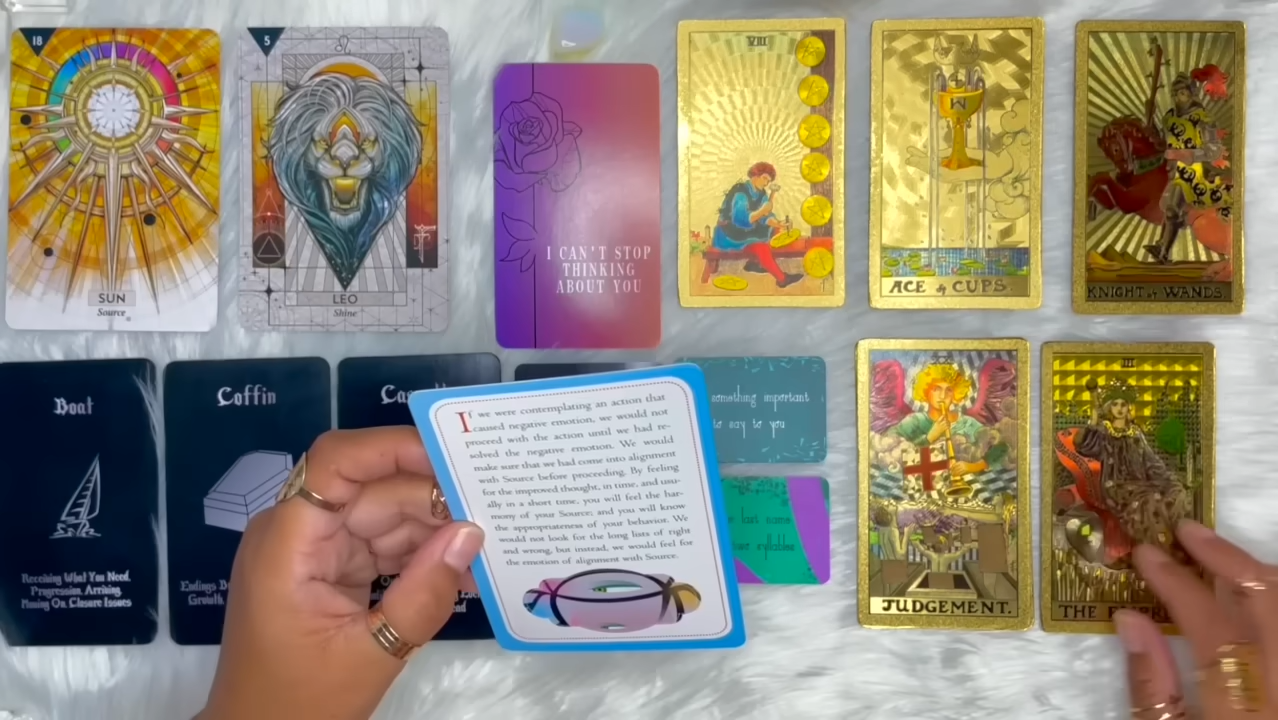 18
SUN
Source
5
LEO
Shine
I CAN'T STOP
THINKING
ABOUT YOU
VIII
ACE of CUPS.
KNIGHT of WANDS.
Boat
Receiving What You Need,
Progression, Arriving,
Moving On, Closure Issues
Coffin
Endings
Growth,
If we were contemplating an action that
caused negative emotion, we would not
proceed with the action until we had re-
solved the negative emotion. We would
make sure that we had come into alignment
with Source before proceeding. By feeling
for the improved thought, in time, and usu-
ally in a short time, you will feel the har-
mony of your Source; and you will know
the appropriateness of your behavior. We
would not look for the long lists of right
and wrong, but instead, we would feel for
the emotion of alignment with Source.
something important
to say to you
last name
syllables
JUDGEMENT.
III
THE